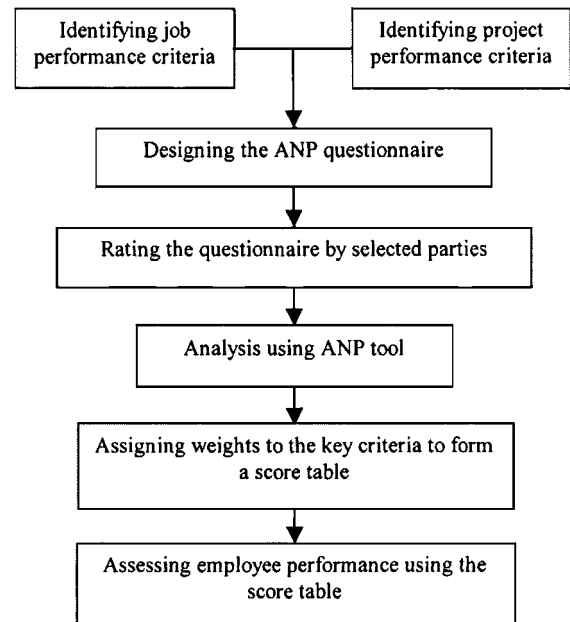 Identifying job
performance criteria
Identifying project
performance criteria
Designing the ANP questionnaire
Rating the questionnaire by selected parties
Analysis using ANP tool
Assigning weights to the key criteria to form
a score table
Assessing employee performance using the
score table